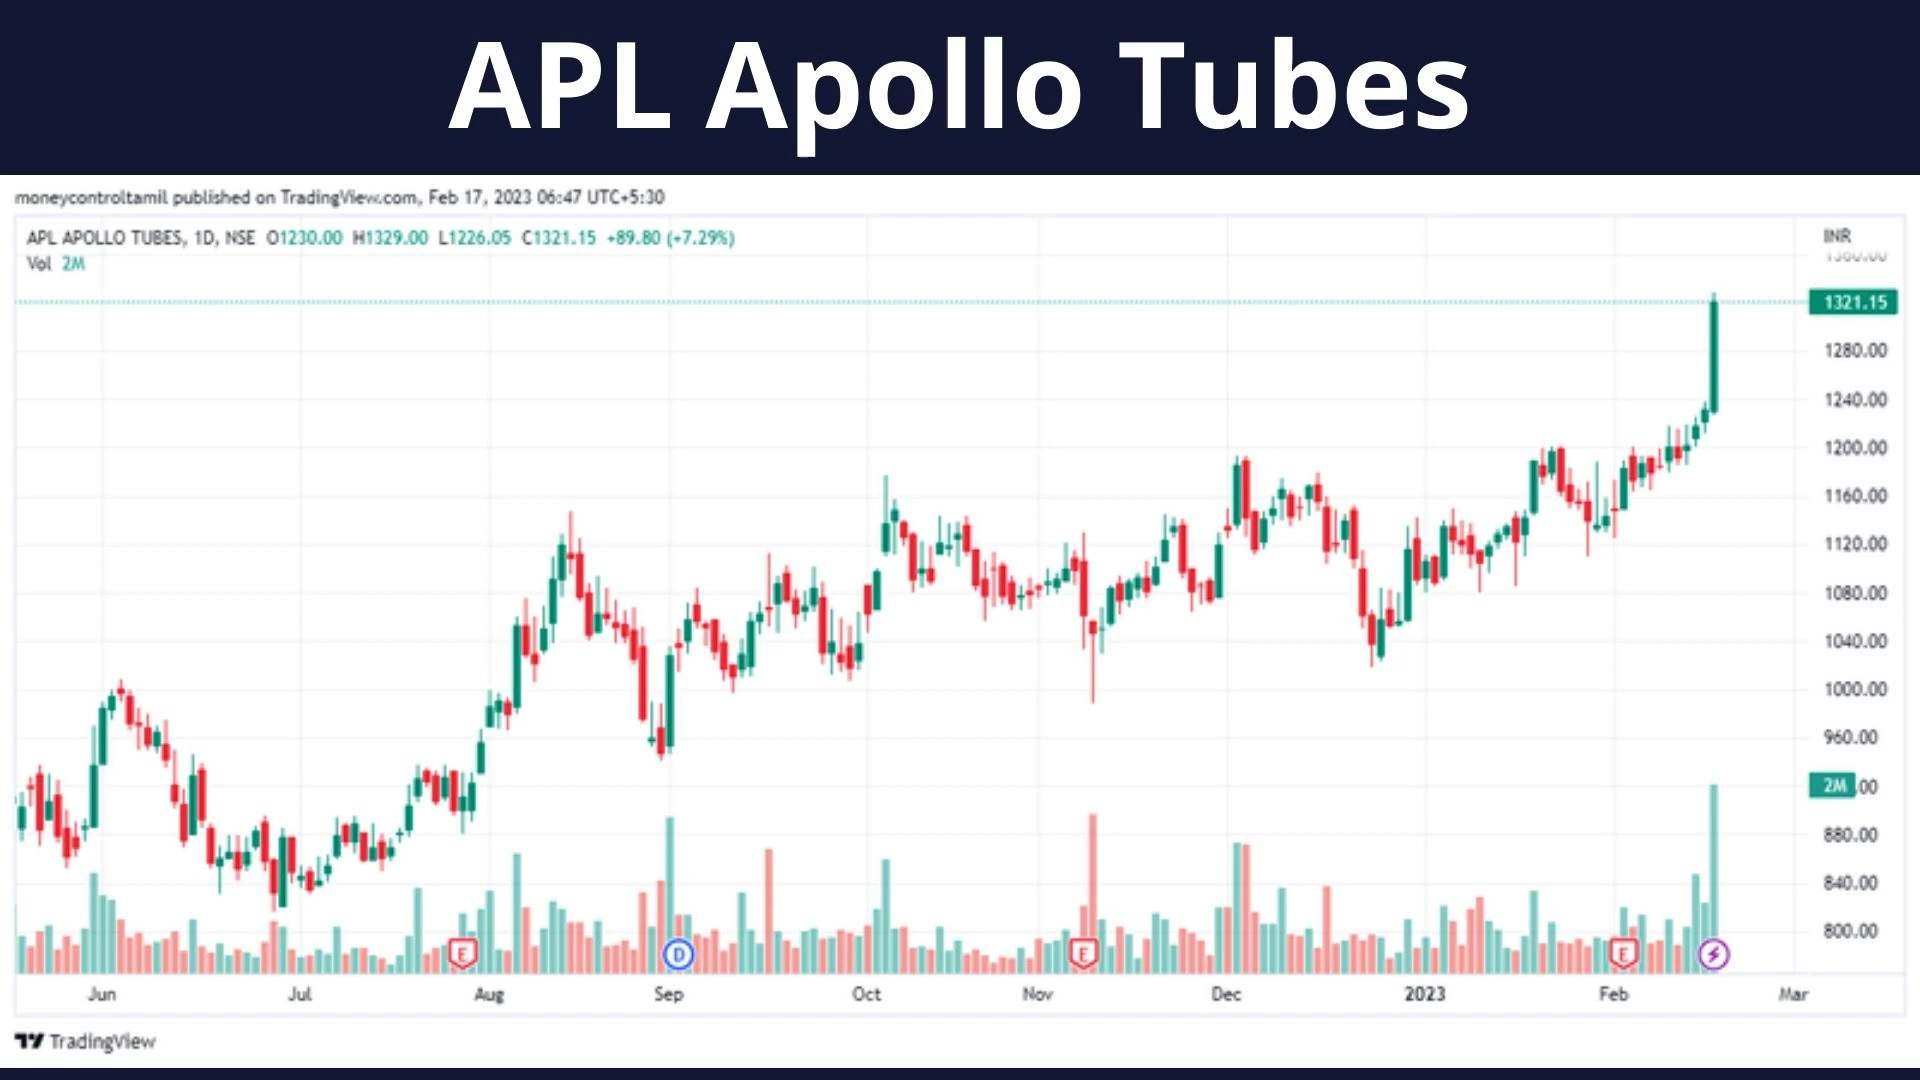 APL Apollo Tubes
moneycontroltamil published on TradingView.com, Feb 17, 2023 06:47 UTC+5:30
APL APOLLO TUBES, 1D, NSE O1230.00 H1329.00 L1226.05 C1321.15 +89.80 (+7.29%)
INR
Vol 2M
1321.15
1280.00
1240.00
1200.00
1160.00
1120.00
1080.00
1040.00
1000.00
960.00
2M .00
880.00
840.00
800.00
E D E E
Jun Jul Aug Sep Oct Nov Dec 2023 Feb Mar
TradingView